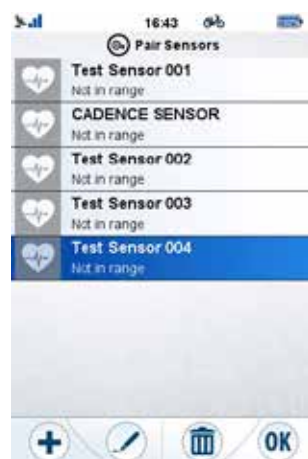 16:43
Pair Sensors
Test Sensor 001
Not in range
CADENCE SENSOR
Not in range
Test Sensor 002
Not in range
Test Sensor 003
Not in range
Test Sensor 004
Not in range
OK